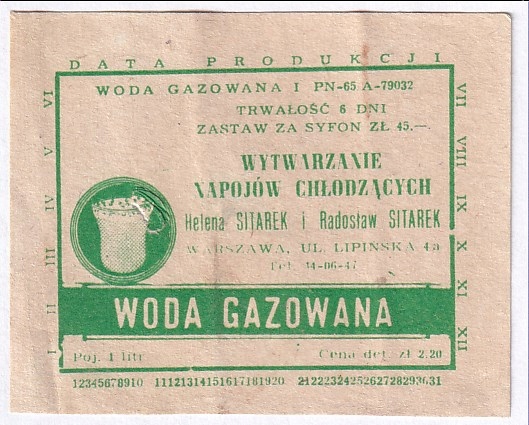 DATA PRODUKCJI
WODA GAZOWANA I PN-65 A-79032
TRWAŁOŚĆ 6 DNI
ZASTAW ZA SYFON ZŁ 45.—
WYTWARZANIE
NAPOJÓW CHŁODZĄCYCH
Helena SITAREK i Radosław SITAREK
WARSZAWA, UL. LIPIŃSKA 4a
Tel. 44-06-47
WODA GAZOWANA
Poj. 1 litr Cena det. zł 2.20
I II III IV V VI
VII VIII IX X XI XII
12345678910 11121314151617181920 2122232425262728293031